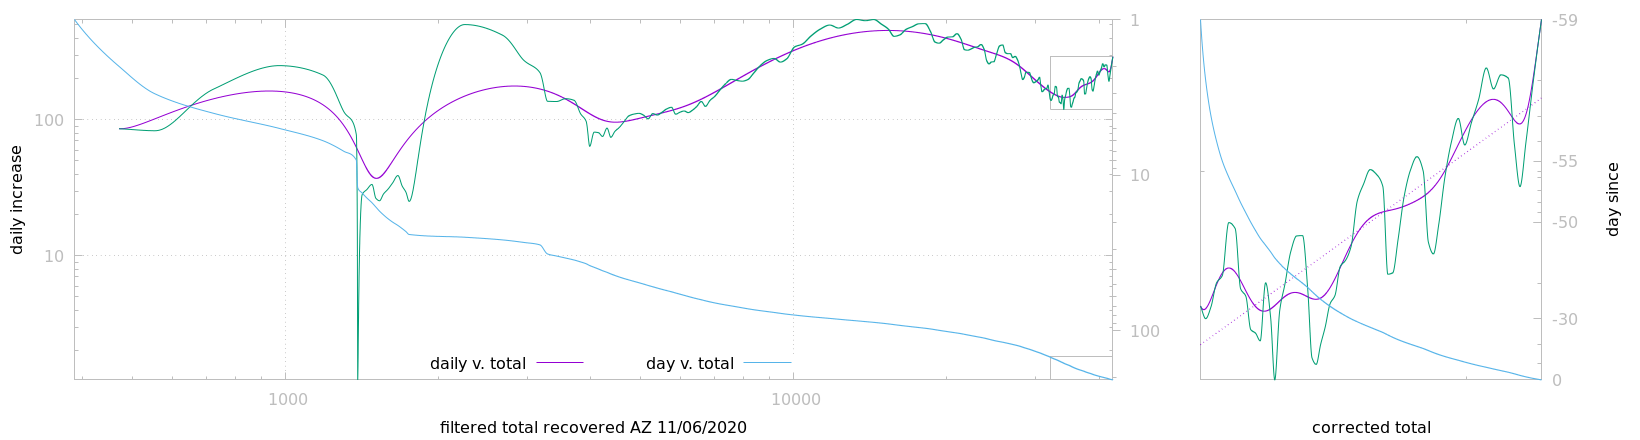 daily increase
100
10
1000
10000
1
10
100
daily v. total
day v. total
filtered total recovered AZ 11/06/2020
-59
-55
-50
-30
0
day since
corrected total